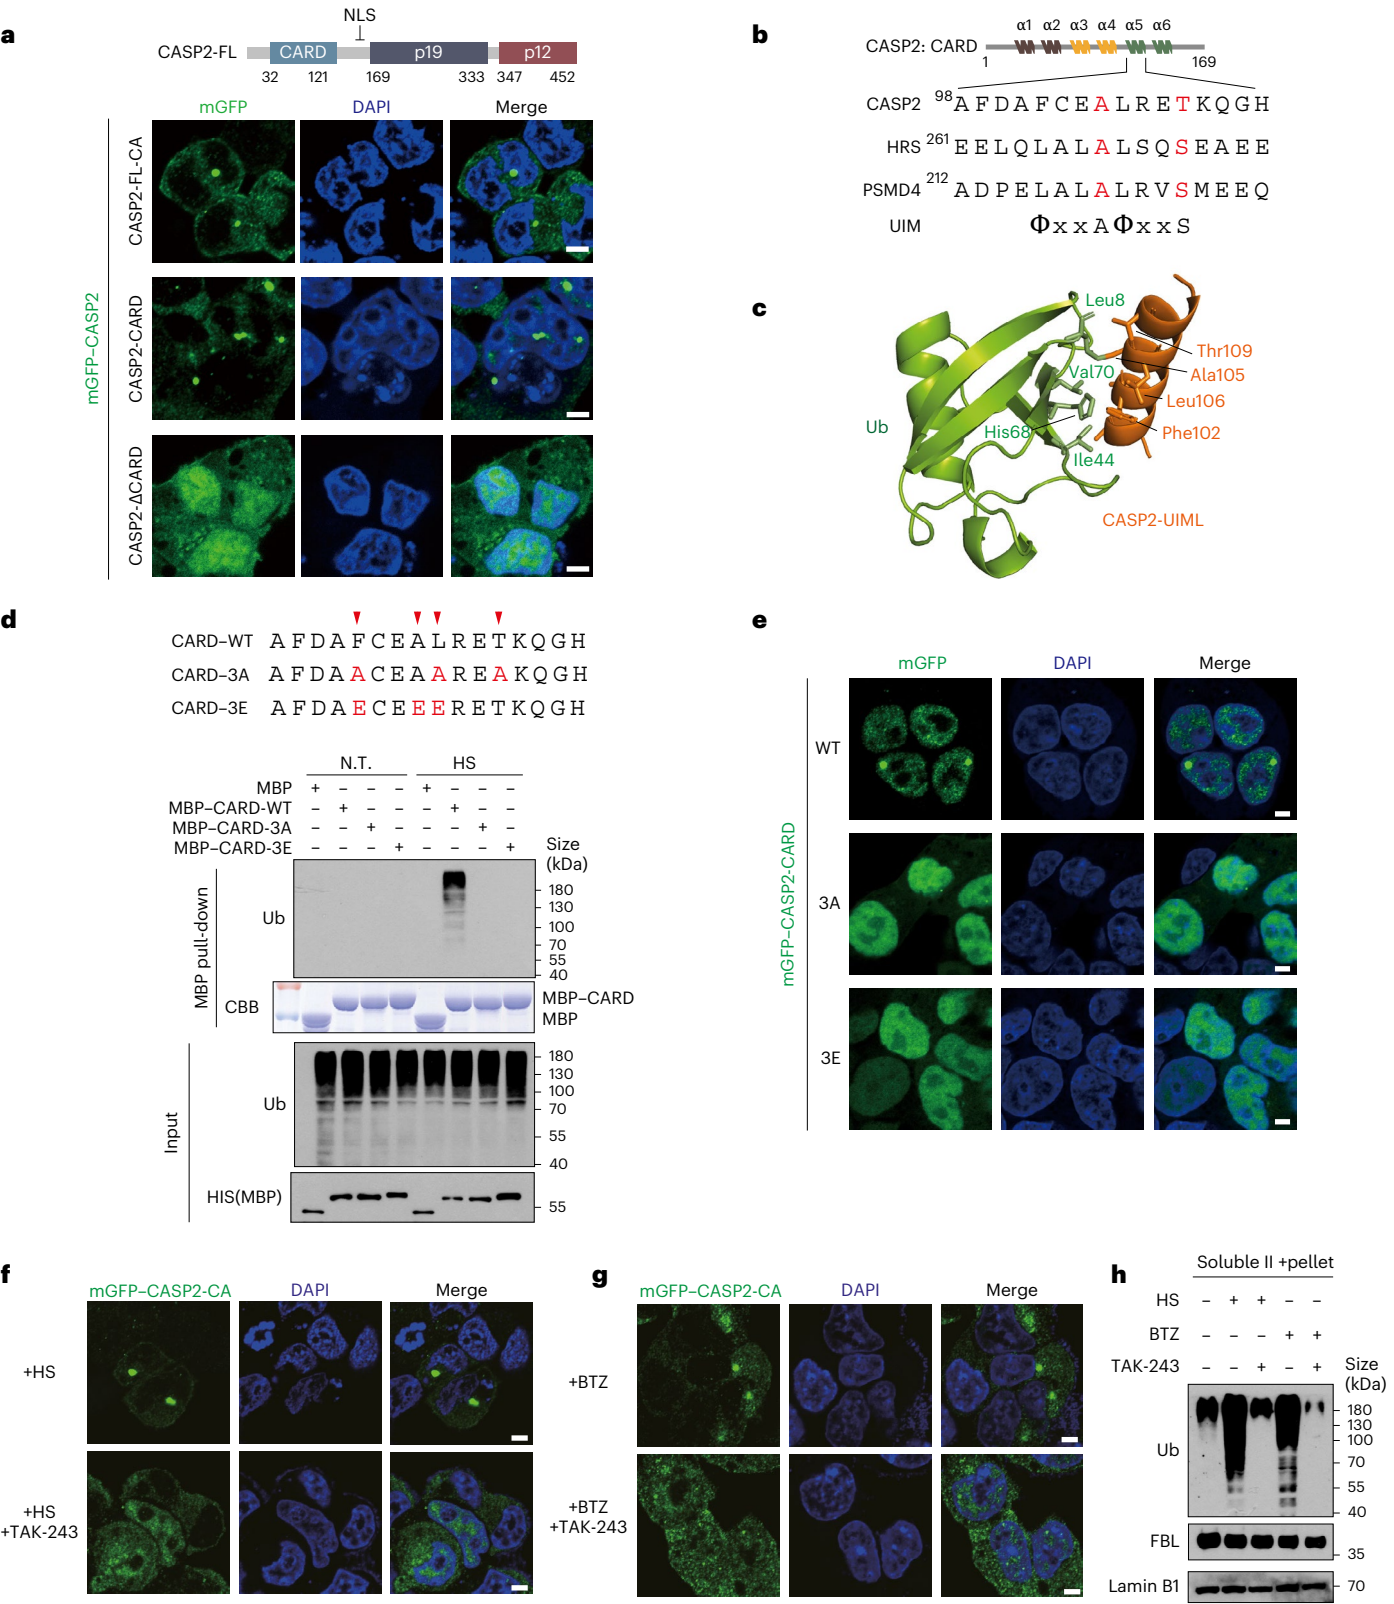 a
NLS
CASP2-FL
CARD
p19
p12
32 121 169 333 347 452
mGFP DAPI Merge
mGFP–CASP2
CASP2-FL-CA
CASP2-CARD
CASP2-ΔCARD
b
α1 α2 α3 α4 α5 α6
CASP2: CARD
1 169
CASP2 98 A F D A F C E A L R E T K Q G H
HRS 261 E E L Q L A L A L S Q S E A E E
PSMD4 212 A D P E L A L A L R V S M E E Q
UIM Φ x x A Φ x x S
c
Leu8
Thr109
Val70
Ala105
Leu106
Ub
His68
Phe102
Ile44
CASP2-UIML
d
CARD–WT A F D A F C E A L R E T K Q G H
CARD–3A A F D A A C E A A R E A K Q G H
CARD–3E A F D A E C E E E R E T K Q G H
N.T. HS
MBP + – – – + – – –
MBP–CARD-WT – + – – – + – –
MBP–CARD-3A – – + – – – + –
MBP–CARD-3E – – – + – – – +
Size
(kDa)
MBP pull-down
Ub
180
130
100
70
55
40
CBB
MBP–CARD
MBP
Input
Ub
180
130
100
70
55
40
HIS(MBP)
55
e
mGFP DAPI Merge
mGFP–CASP2-CARD
WT
3A
3E
f
mGFP–CASP2-CA DAPI Merge
+HS
+HS
+TAK-243
g
mGFP–CASP2-CA DAPI Merge
+BTZ
+BTZ
+TAK-243
h
Soluble II +pellet
HS – + + – –
BTZ – – – + +
TAK-243 – – + – +
Size
(kDa)
Ub
180
130
100
70
55
40
FBL
35
Lamin B1
70